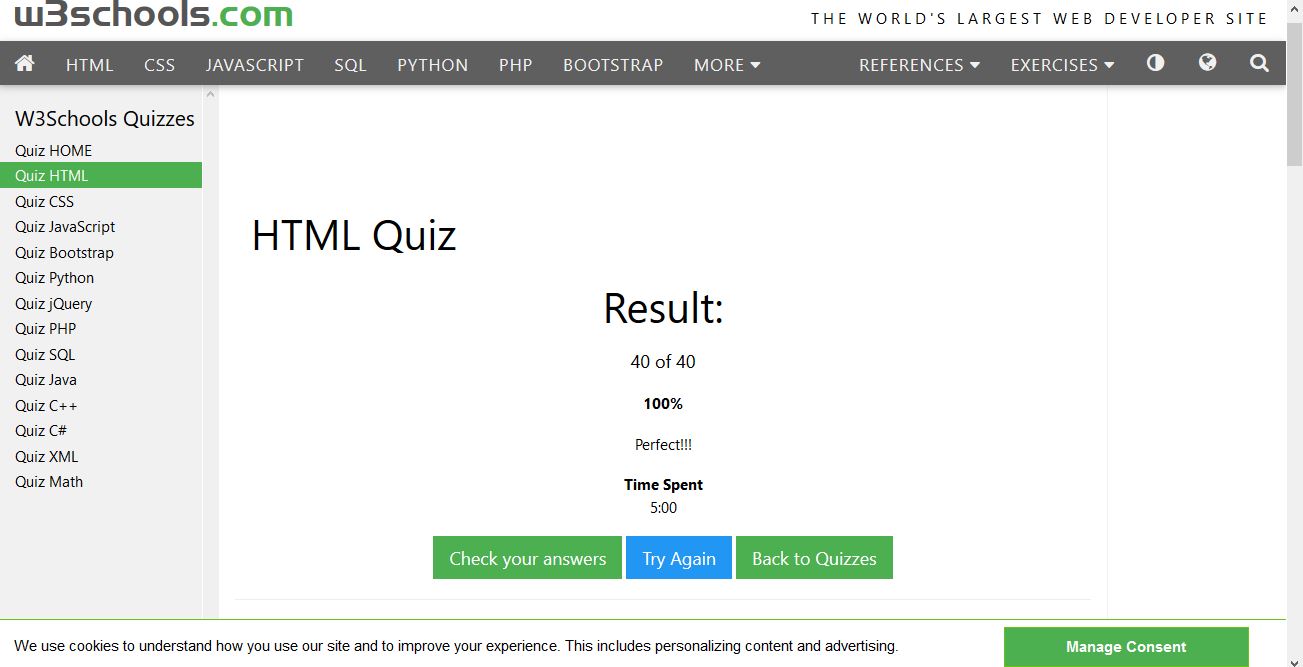 w3schools.com
THE WORLD'S LARGEST WEB DEVELOPER SITE
HTML CSS JAVASCRIPT SQL PYTHON PHP BOOTSTRAP MORE REFERENCES EXERCISES
W3Schools Quizzes
Quiz HOME
Quiz HTML
Quiz CSS
Quiz JavaScript
Quiz Bootstrap
Quiz Python
Quiz jQuery
Quiz PHP
Quiz SQL
Quiz Java
Quiz C++
Quiz C#
Quiz XML
Quiz Math
HTML Quiz
Result:
40 of 40
100%
Perfect!!!
Time Spent
5:00
Check your answers Try Again Back to Quizzes
We use cookies to understand how you use our site and to improve your experience. This includes personalizing content and advertising.
Manage Consent